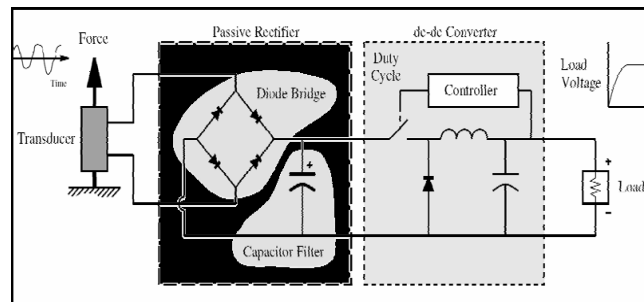 Passive Rectifier
dc-dc Converter
Force
Time
Duty
Cycle
Load
Voltage
Diode Bridge
Controller
Transducer
+
+
Load
-
Capacitor Filter